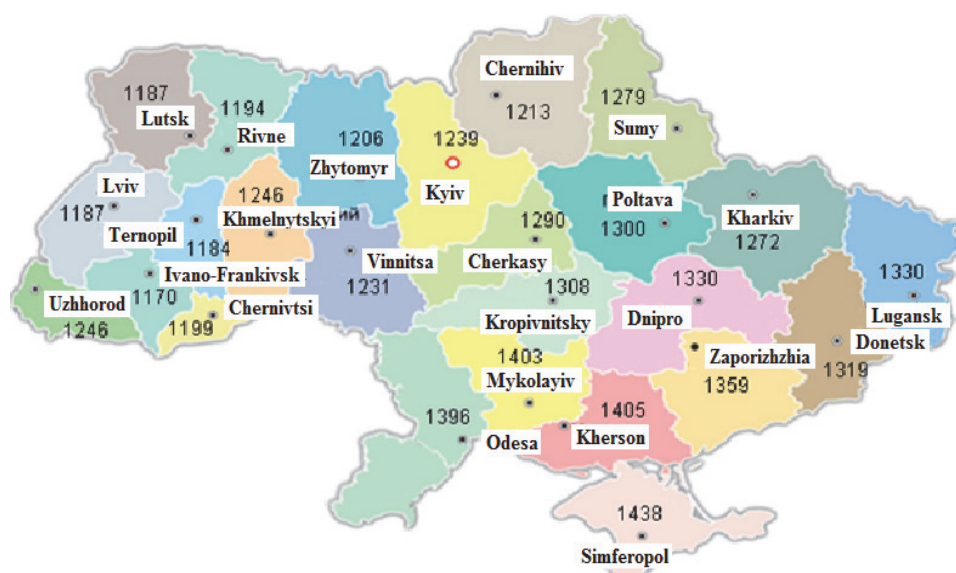 Chernihiv
1213
1279
Sumy
1187
Lutsk
1194
Rivne
1206
Zhytomyr
1239
Kyiv
Lviv
1187
Ternopil
1184
1246
Khmelnytskyi
ий
Vinnitsa
1231
1290
Cherkasy
Poltava
1300
Kharkiv
1272
1330
Lugansk
Uzhhorod
1246
Ivano-Frankivsk
1170
Chernivtsi
1199
1308
Kropivnitsky
1330
Dnipro
Donetsk
1319
1403
Mykolayiv
Zaporizhzhia
1359
1396
Odesa
1405
Kherson
1438
Simferopol